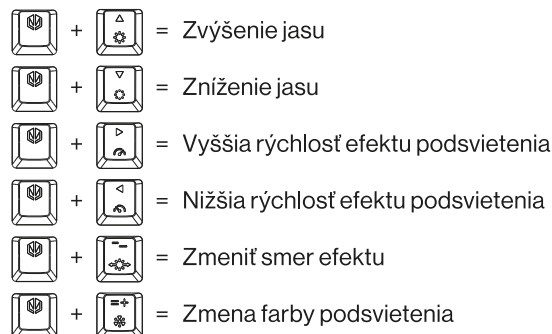 + = Zvýšenie jasu
+ = Zníženie jasu
+ = Vyššia rýchlosť efektu podsvietenia
+ = Nižšia rýchlosť efektu podsvietenia
+ -_ = Zmeniť smer efektu
+ =+ = Zmena farby podsvietenia